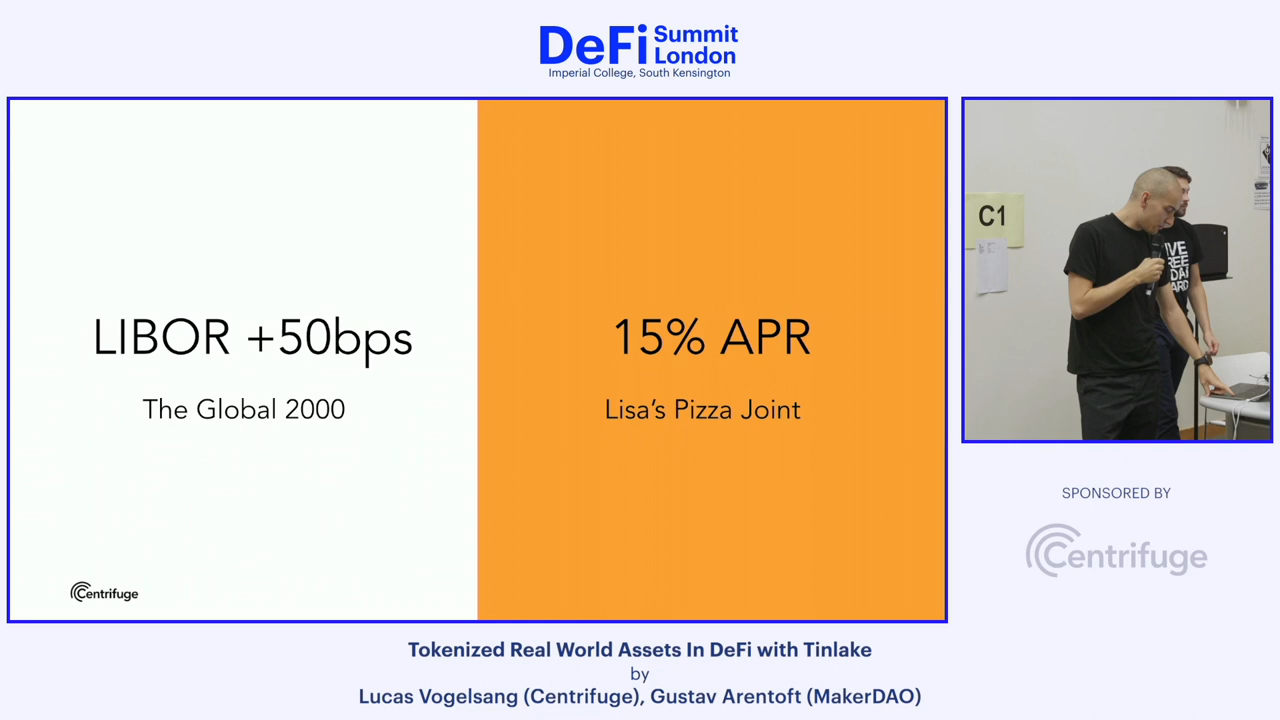 DeFi Summit London
Imperial College, South Kensington
LIBOR +50bps
The Global 2000
15% APR
Lisa's Pizza Joint
Centrifuge
C1
SPONSORED BY
Centrifuge
Tokenized Real World Assets In DeFi with Tinlake
by
Lucas Vogelsang (Centrifuge), Gustav Arentoft (MakerDAO)